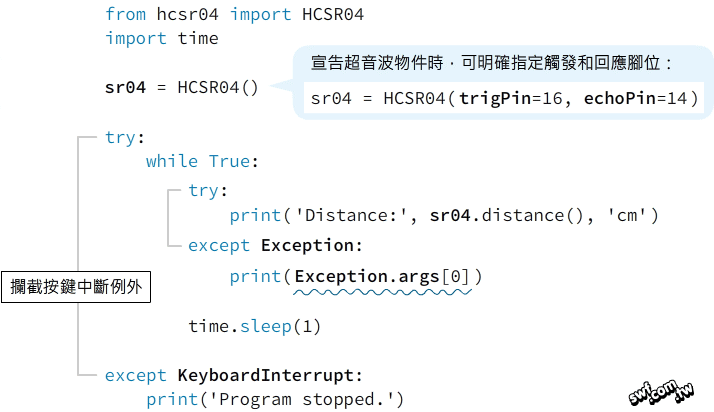 from hcsr04 import HCSR04
import time
宣告超音波物件時，可明確指定觸發和回應腳位：
sr04 = HCSR04()
sr04 = HCSR04(trigPin=16, echoPin=14)
try:
while True:
try:
print('Distance:', sr04.distance(), 'cm')
except Exception:
攔截按鍵中斷例外
print(Exception.args[0])
time.sleep(1)
except KeyboardInterrupt:
print('Program stopped.')
swf.com.tw